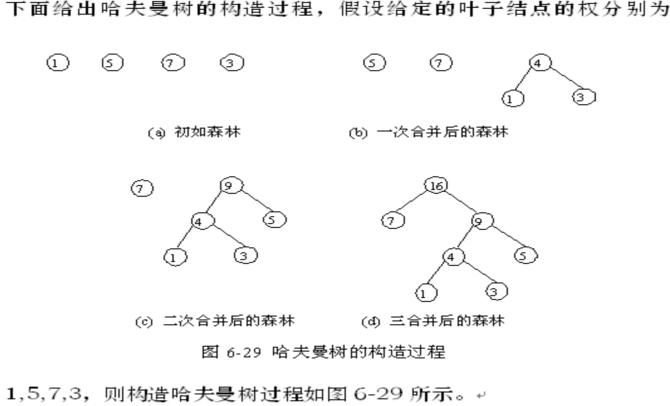 下面给出哈夫曼树的构造过程，假设给定的叶子结点的权分别为
1 5 7 3
5 7 4
1 3
(a) 初如森林
(b) 一次合并后的森林
7 9
4 5
1 3
16
7 9
4 5
1 3
(c) 二次合并后的森林
(d) 三合并后的森林
图 6-29 哈夫曼树的构造过程
1,5,7,3，则构造哈夫曼树过程如图 6-29 所示。